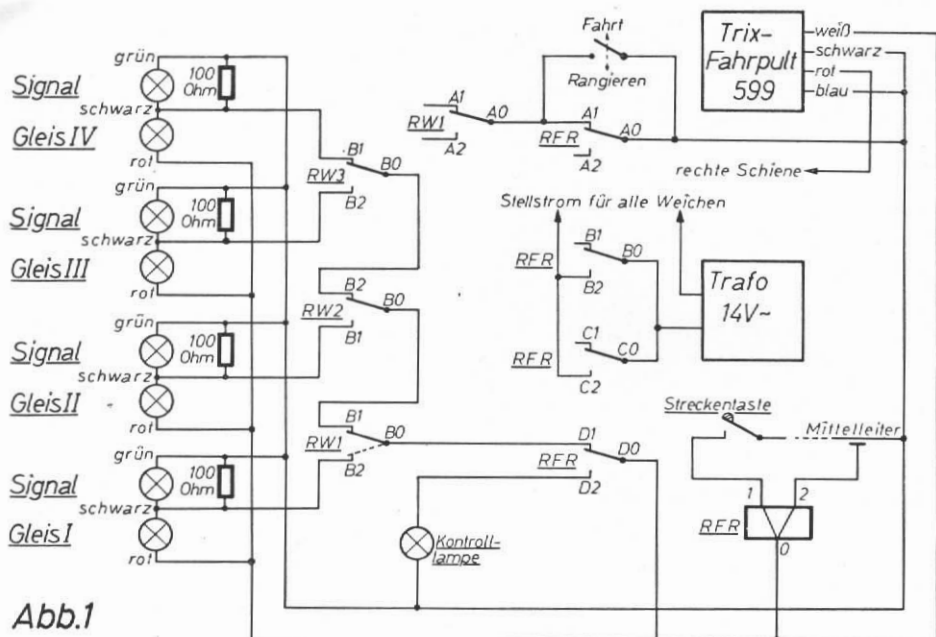 grün
Signal
100
Ohm
schwarz
Gleis IV
rot
grün
Signal
100
Ohm
schwarz
Gleis III
rot
grün
Signal
100
Ohm
schwarz
Gleis II
rot
grün
Signal
100
Ohm
schwarz
Gleis I
rot
Abb.1
B1
B0
RW3
B2
B2
B0
RW2
B1
B1
B0
RW1
B2
Fahrt
Rangieren
A1
A0
RW1
A2
A1
A0
RFR
A2
Trix-
Fahrpult
599
weiß
schwarz
rot
blau
rechte Schiene
Stellstrom für alle Weichen
B1
B0
RFR
B2
C1
C0
RFR
C2
Trafo
14V~
D1
D0
RFR
D2
Kontroll-
lampe
Streckentaste
Mittelleiter
1
2
RFR
0